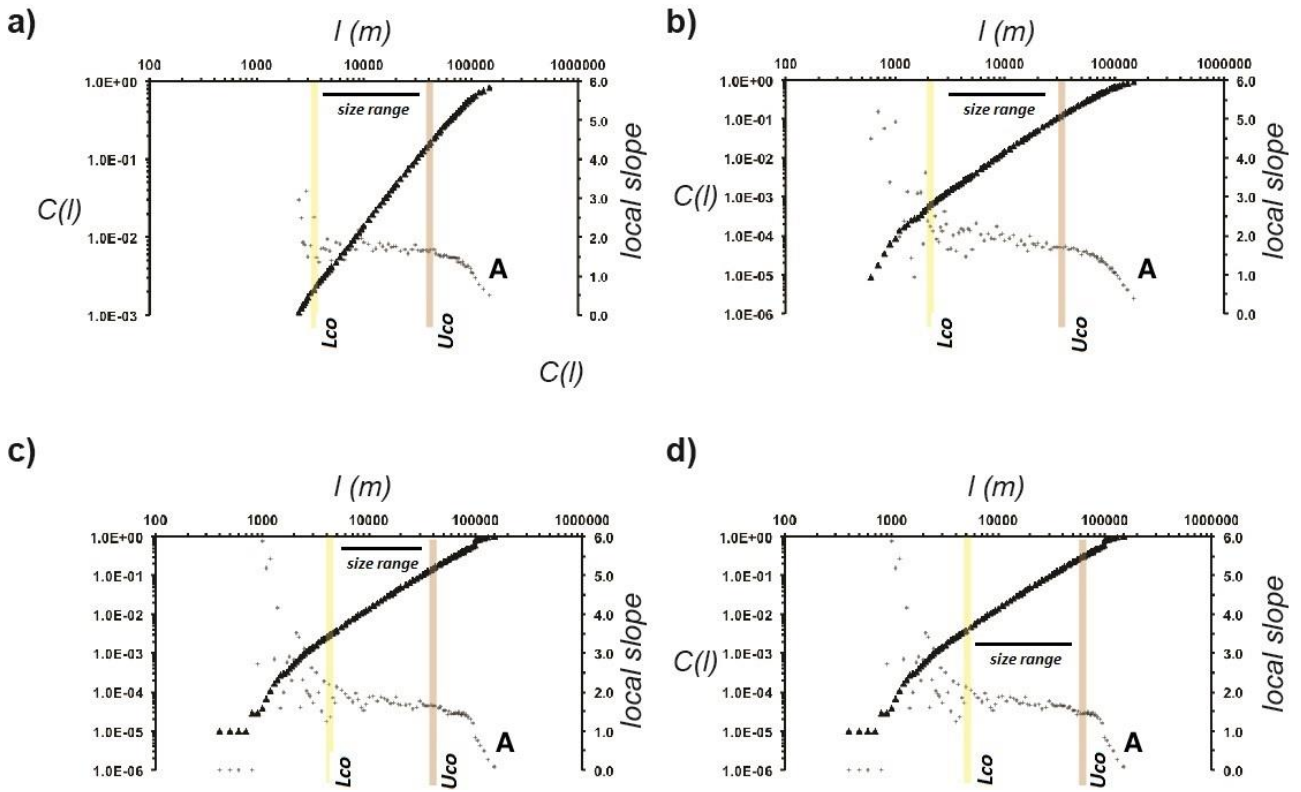 a)
l (m)
100 1000 10000 100000 1000000
1.0E+00 6.0
size range
5.0
1.0E-01 4.0
C(l) 3.0 local slope
1.0E-02 2.0
A
1.0
1.0E-03 0.0
Lco Uco
C(l)
b)
l (m)
100 1000 10000 100000 1000000
1.0E+00 6.0
size range
1.0E-01 5.0
1.0E-02 4.0
C(l) 1.0E-03 3.0 local slope
1.0E-04 2.0
A
1.0E-05 1.0
1.0E-06 0.0
Lco Uco
c)
l (m)
100 1000 10000 100000 1000000
1.0E+00 6.0
size range
1.0E-01 5.0
1.0E-02 4.0
1.0E-03 3.0 local slope
1.0E-04 2.0
1.0E-05 A 1.0
1.0E-06 0.0
Lco Uco
d)
l (m)
100 1000 10000 100000 1000000
1.0E+00 6.0
1.0E-01 5.0
1.0E-02 4.0
C(l) 1.0E-03 size range 3.0 local slope
1.0E-04 2.0
1.0E-05 A 1.0
1.0E-06 0.0
Lco Uco